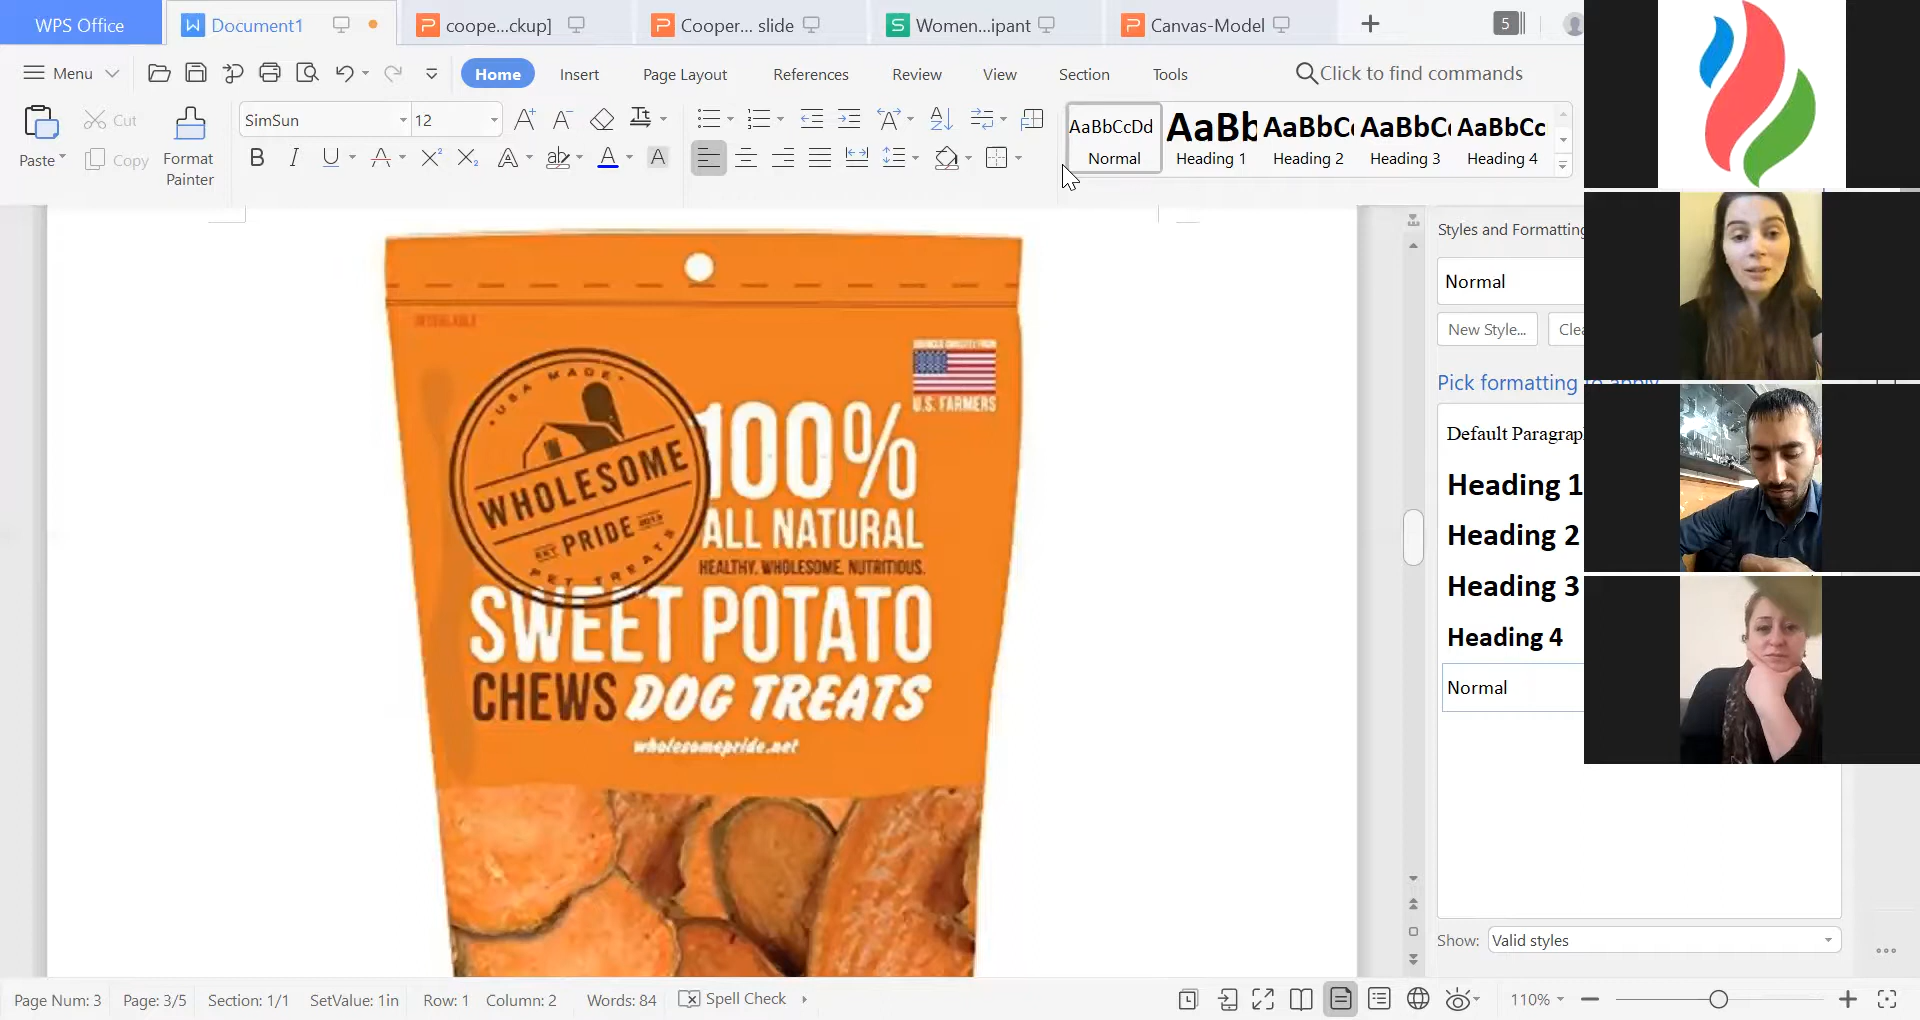 WPS Office
Document1
coope...ckup]
Cooper... slide
Women...ipant
Canvas-Model
5
Menu
Home
Insert
Page Layout
References
Review
View
Section
Tools
Click to find commands
Paste
Cut
Copy
Format
Painter
SimSun
12
AaBbCcDd
Normal
AaBb
Heading 1
AaBbC
Heading 2
AaBbC
Heading 3
AaBbCc
Heading 4
U.S. FARMERS
USA MADE
WHOLESOME
EST PRIDE 2013
PET TREATS
100%
ALL NATURAL
HEALTHY. WHOLESOME. NUTRITIOUS.
SWEET POTATO
CHEWS DOG TREATS
wholesomepride.net
Styles and Formatting
Normal
New Style...
Clea
Pick formatting to apply
Default Paragrap
Heading 1
Heading 2
Heading 3
Heading 4
Normal
Show: Valid styles
Page Num: 3
Page: 3/5
Section: 1/1
SetValue: 1in
Row: 1
Column: 2
Words: 84
Spell Check
110%